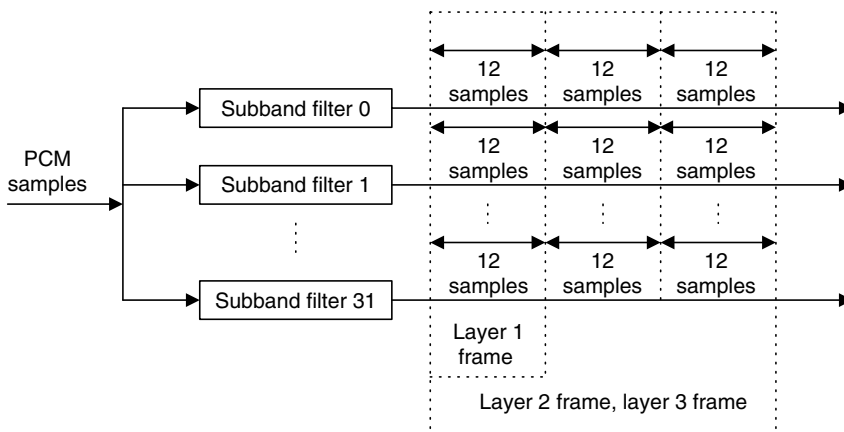 12 12 12
samples samples samples
Subband filter 0
12 12 12
samples samples samples
PCM
samples
Subband filter 1
12 12 12
samples samples samples
Subband filter 31
Layer 1
frame
Layer 2 frame, layer 3 frame